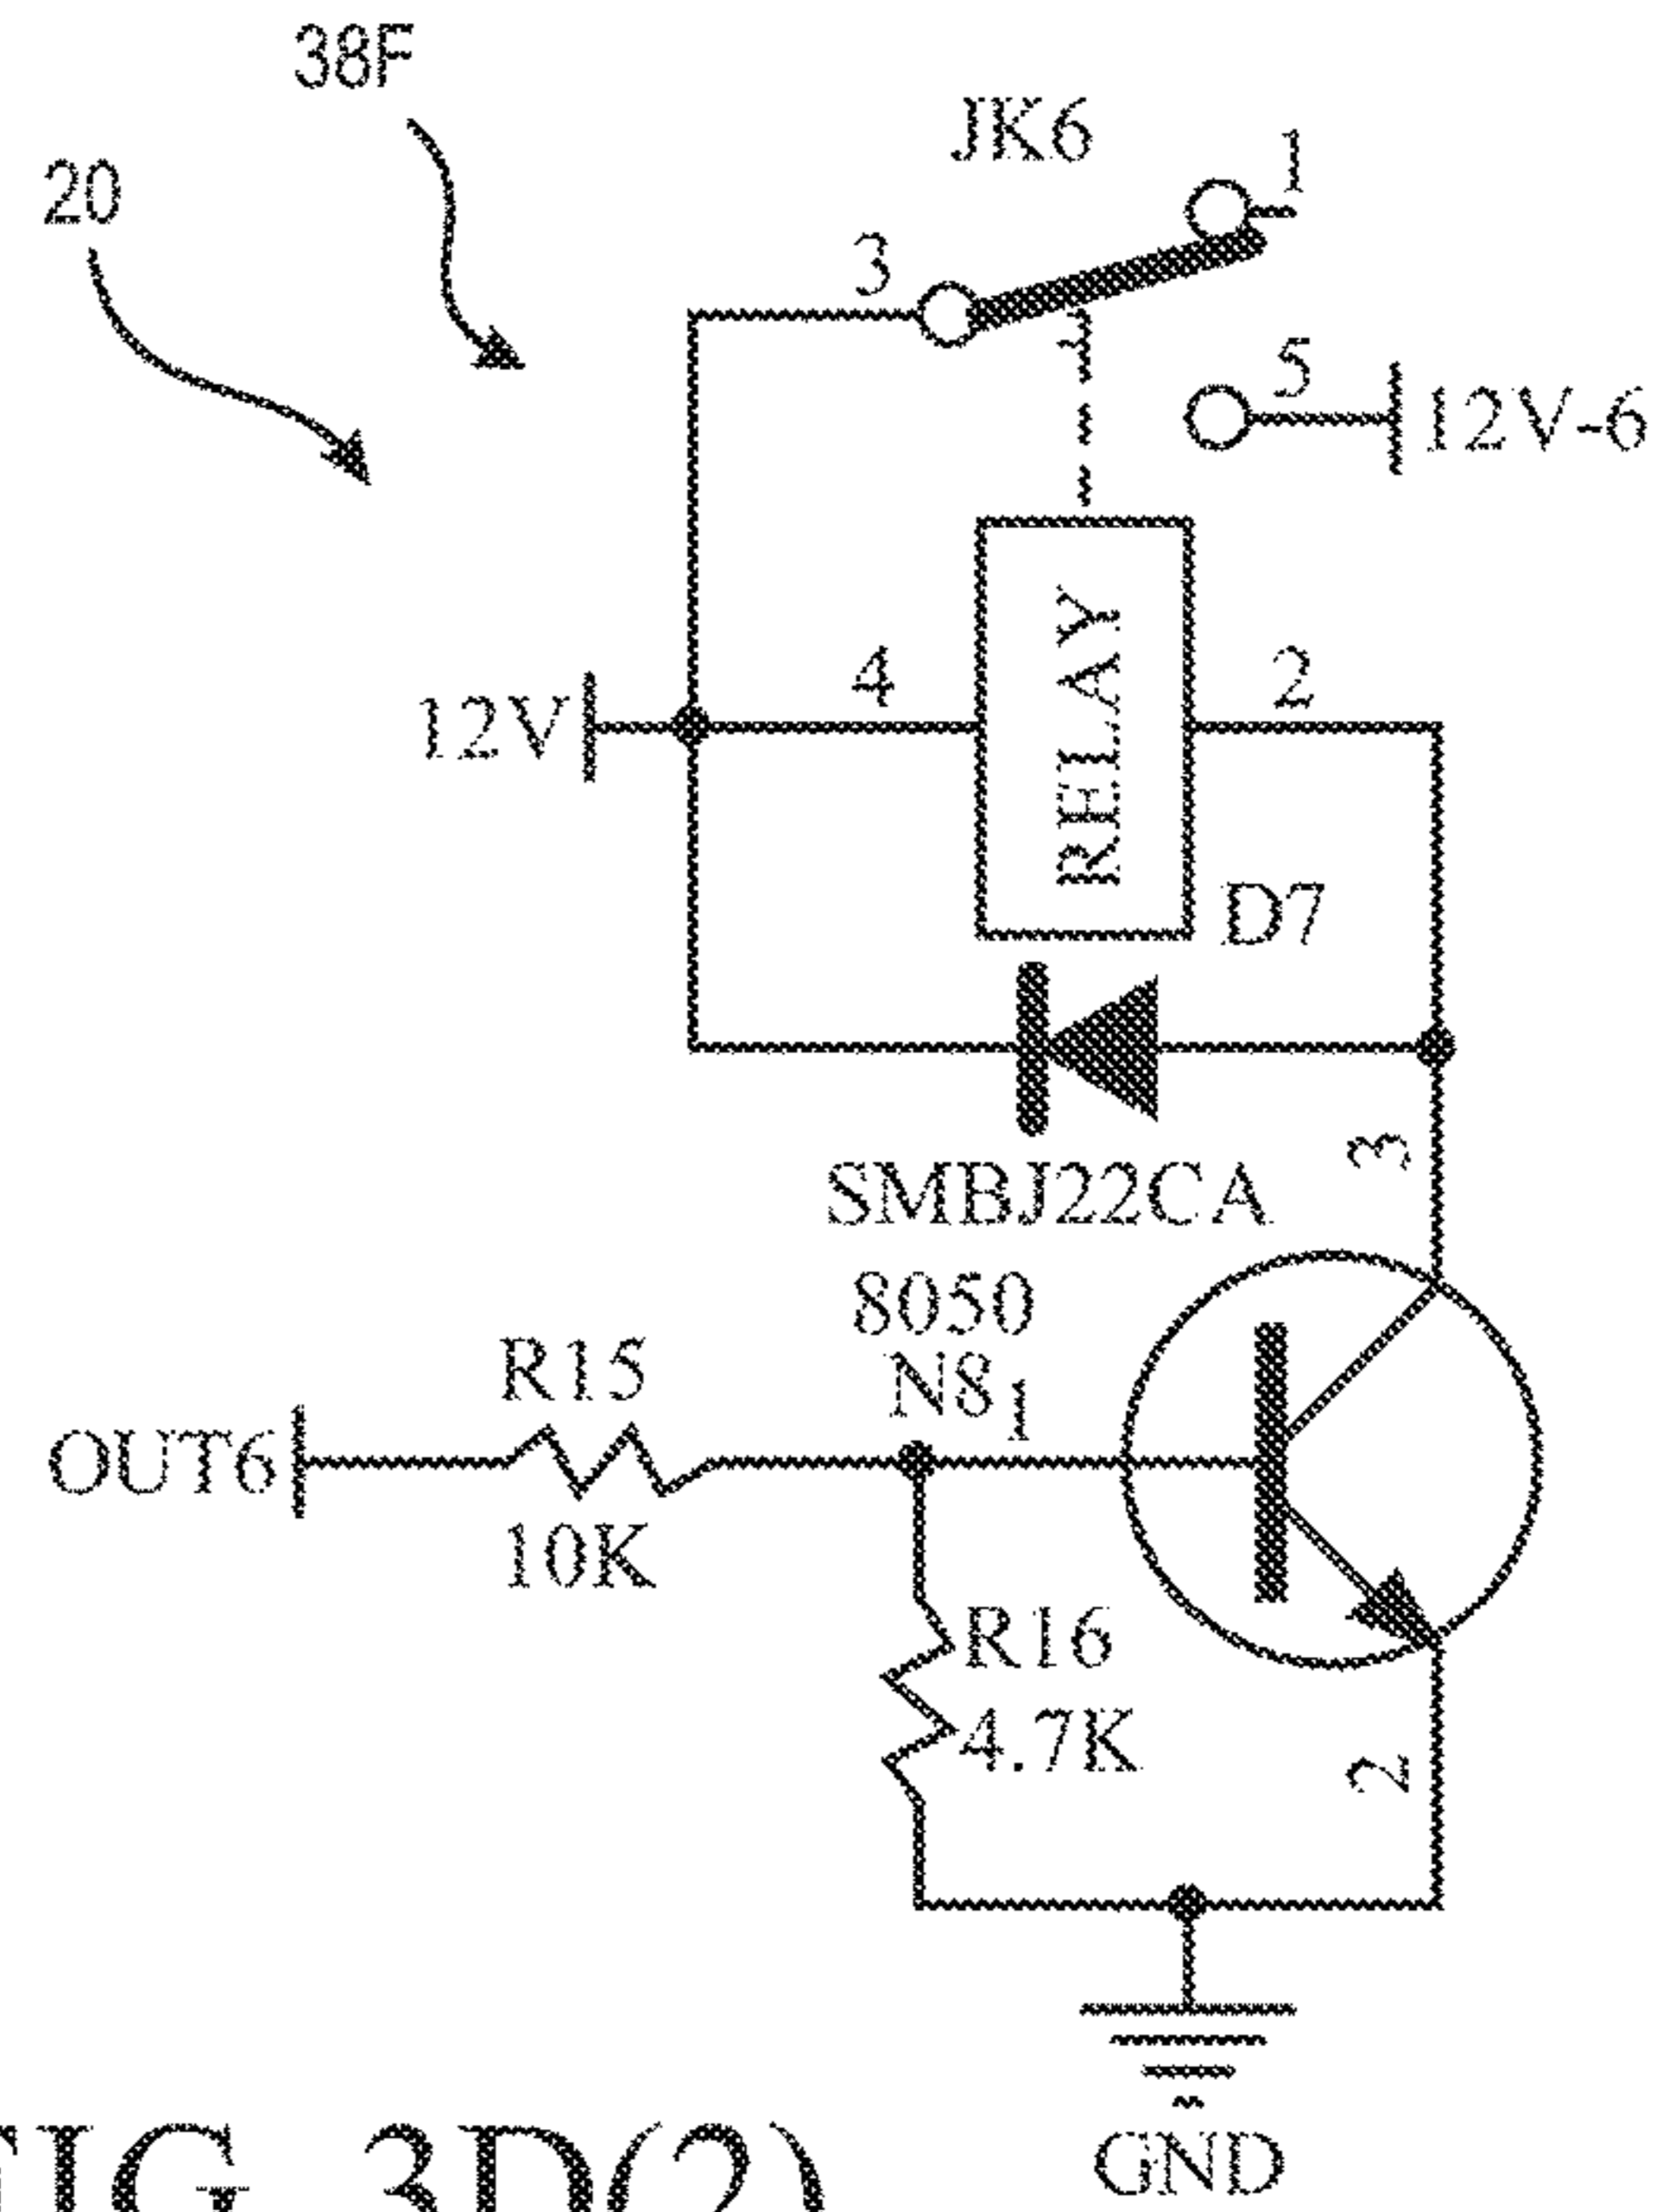 38F
20
JK6
1
3
5
12V-6
4
2
12V
RELAY
D7
3
SMBJ22CA
8050
N8
1
R15
OUT6
10K
R16
4.7K
2
GND
FIG. 3D(2)